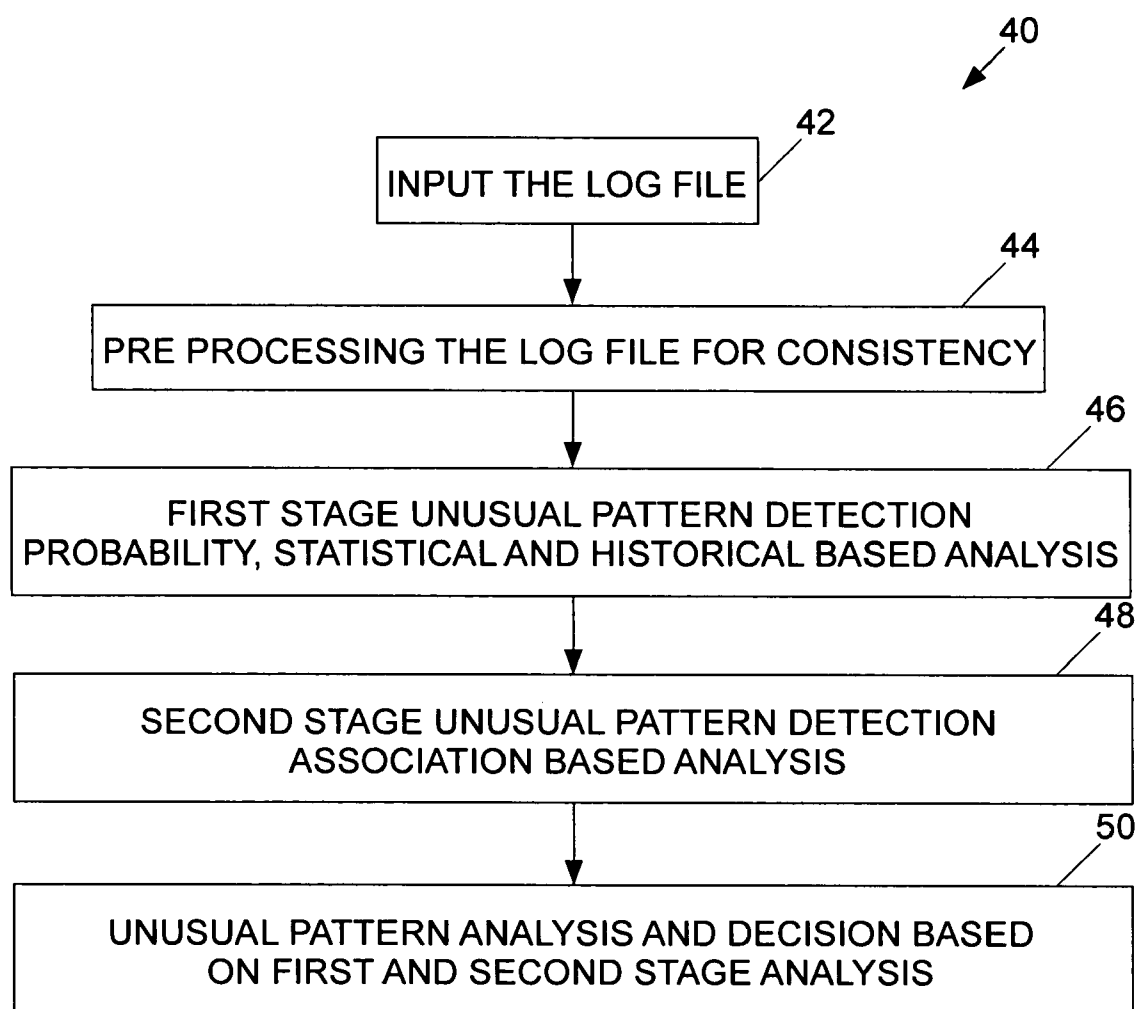 40
42
INPUT THE LOG FILE
44
PRE PROCESSING THE LOG FILE FOR CONSISTENCY
46
FIRST STAGE UNUSUAL PATTERN DETECTION
PROBABILITY, STATISTICAL AND HISTORICAL BASED ANALYSIS
48
SECOND STAGE UNUSUAL PATTERN DETECTION
ASSOCIATION BASED ANALYSIS
50
UNUSUAL PATTERN ANALYSIS AND DECISION BASED
ON FIRST AND SECOND STAGE ANALYSIS